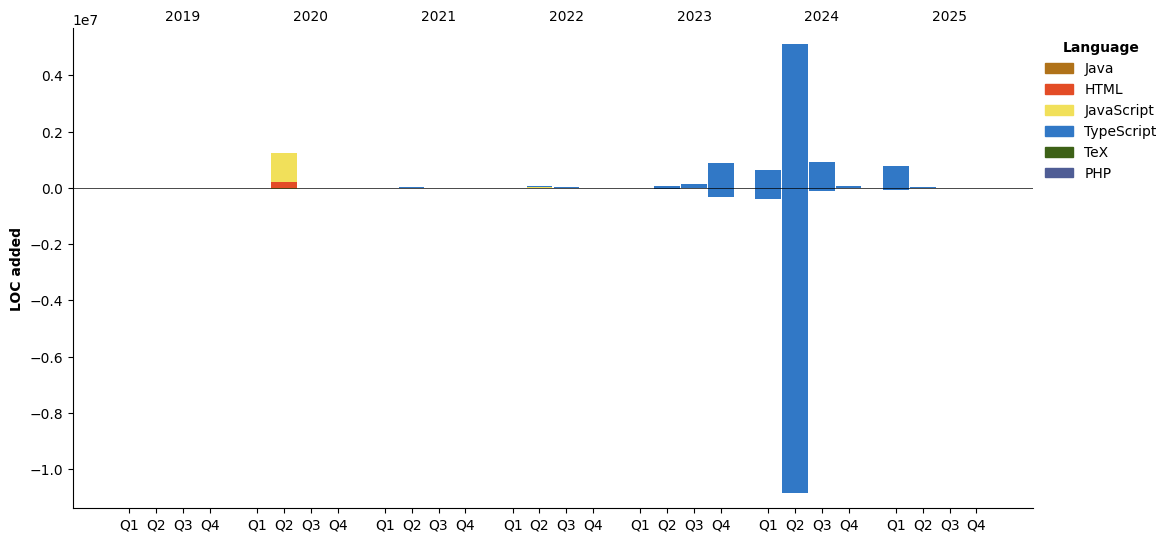 1e7
2019 2020 2021 2022 2023 2024 2025
Language
Java
HTML
JavaScript
TypeScript
TeX
PHP
LOC added
0.4
0.2
0.0
−0.2
−0.4
−0.6
−0.8
−1.0
Q1 Q2 Q3 Q4 Q1 Q2 Q3 Q4 Q1 Q2 Q3 Q4 Q1 Q2 Q3 Q4 Q1 Q2 Q3 Q4 Q1 Q2 Q3 Q4 Q1 Q2 Q3 Q4